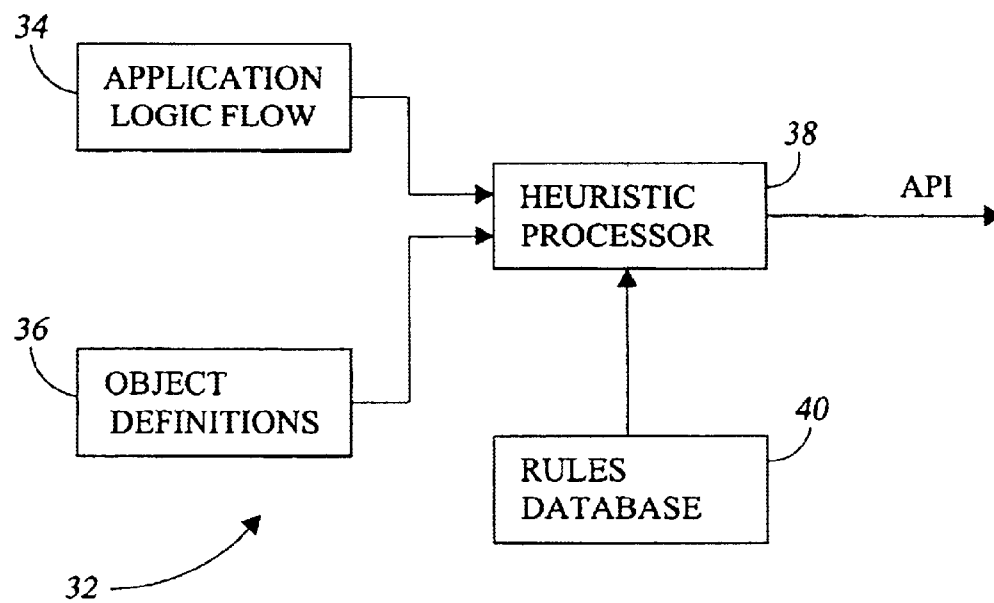 34
APPLICATION
LOGIC FLOW
38
HEURISTIC
PROCESSOR
API
36
OBJECT
DEFINITIONS
40
RULES
DATABASE
32